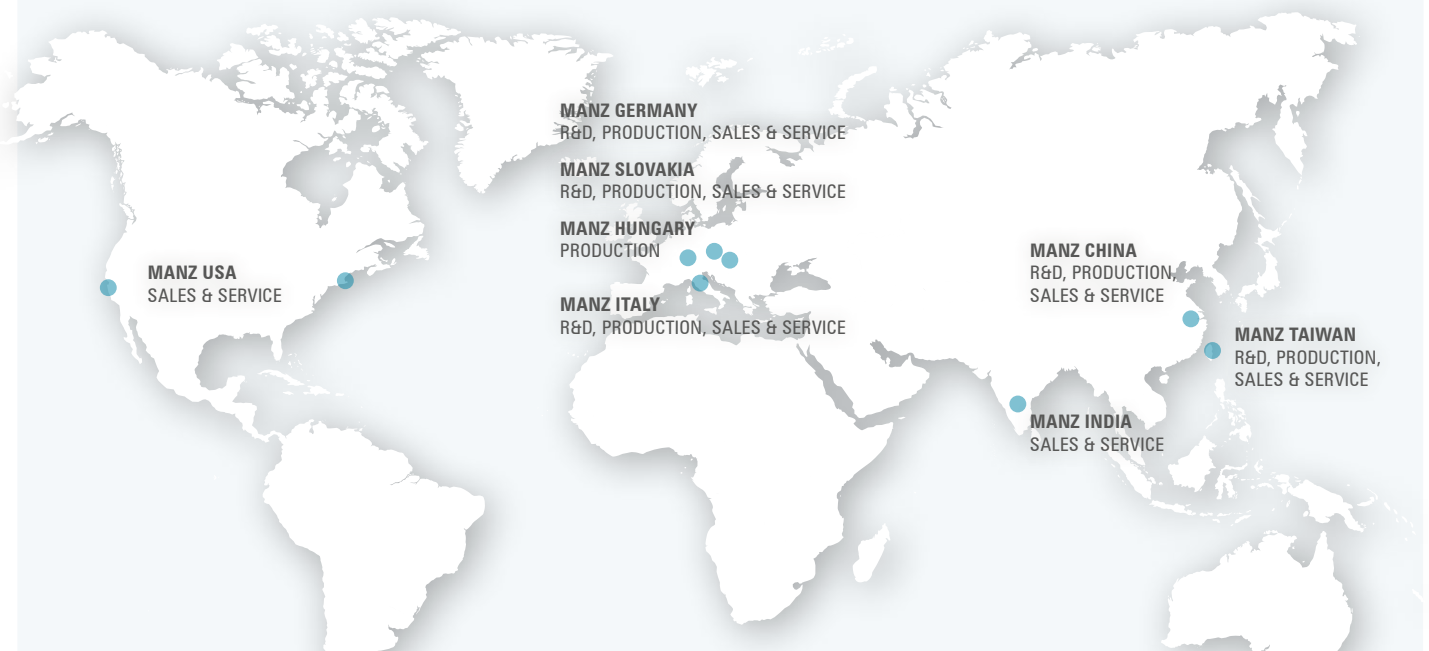 MANZ GERMANY
R&D, PRODUCTION, SALES & SERVICE
MANZ SLOVAKIA
R&D, PRODUCTION, SALES & SERVICE
MANZ HUNGARY
PRODUCTION
MANZ ITALY
R&D, PRODUCTION, SALES & SERVICE
MANZ USA
SALES & SERVICE
MANZ CHINA
R&D, PRODUCTION,
SALES & SERVICE
MANZ TAIWAN
R&D, PRODUCTION,
SALES & SERVICE
MANZ INDIA
SALES & SERVICE